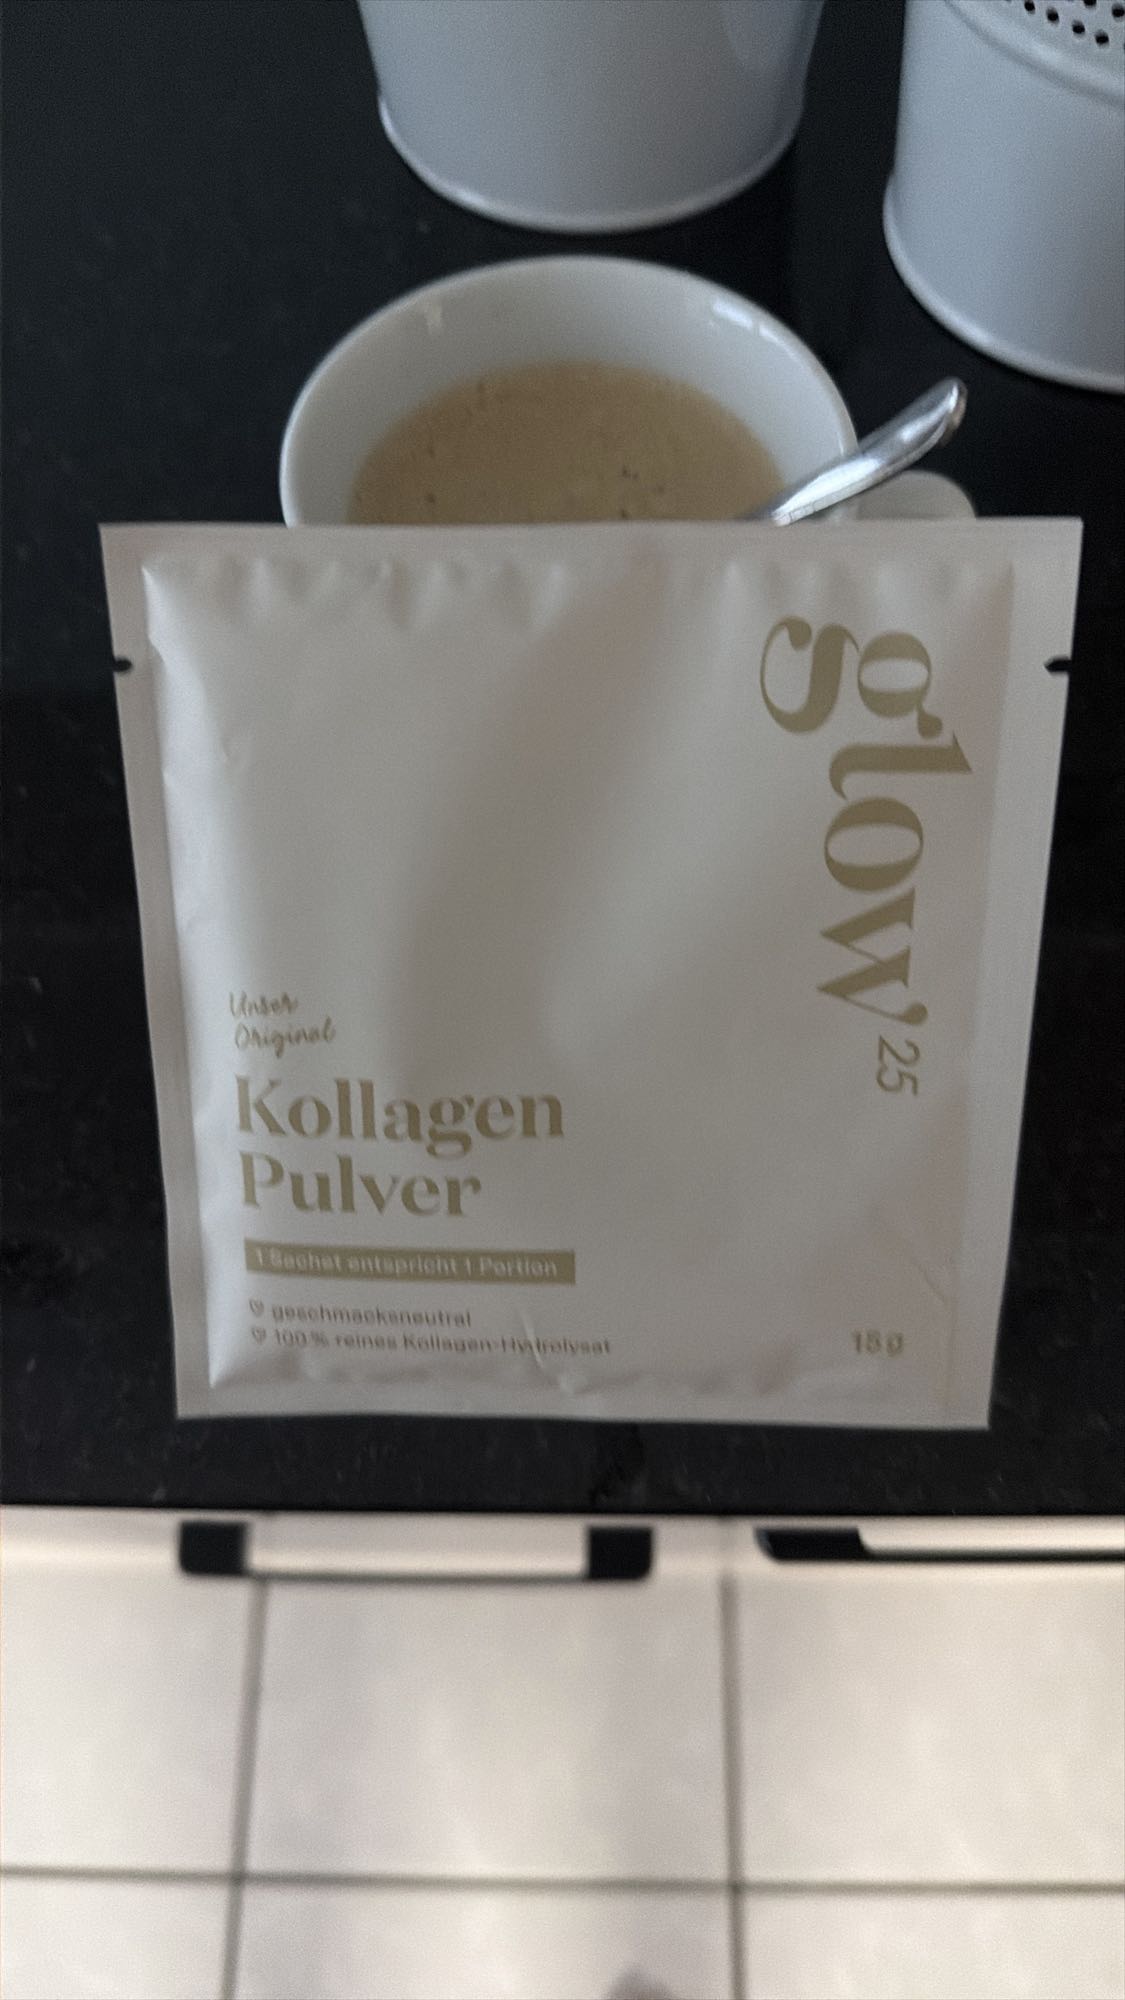 glow25
Unser
Original
Kollagen
Pulver
1 Sachet entspricht 1 Portion
geschmacksneutral
100 % reines Kollagen-Hydrolysat
15 g